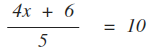 4x + 6
5
= 10